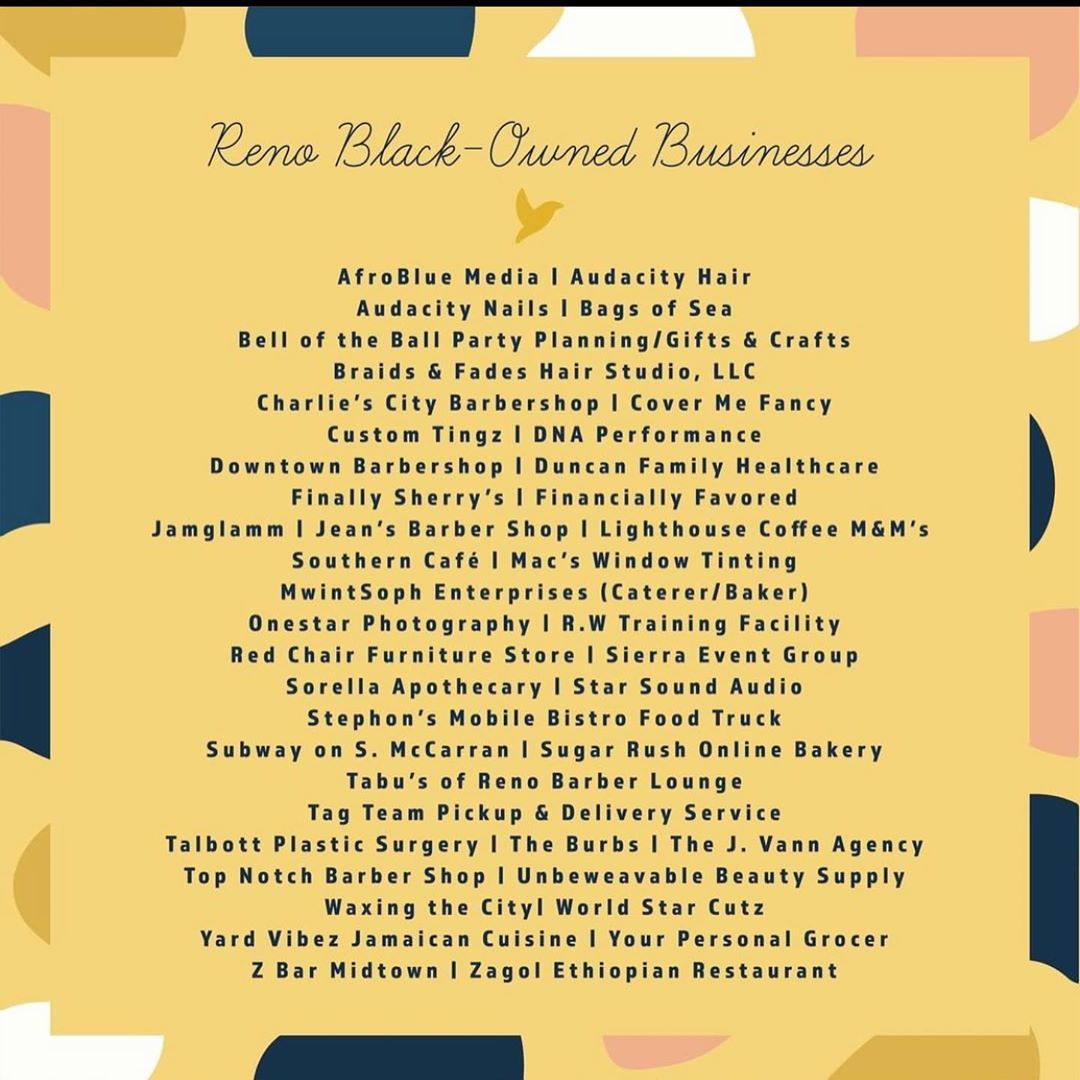 Reno Black-Owned Businesses
AfroBlue Media | Audacity Hair
Audacity Nails | Bags of Sea
Bell of the Ball Party Planning/Gifts & Crafts
Braids & Fades Hair Studio, LLC
Charlie's City Barbershop | Cover Me Fancy
Custom Tingz | DNA Performance
Downtown Barbershop | Duncan Family Healthcare
Finally Sherry's | Financially Favored
Jamglamm | Jean's Barber Shop | Lighthouse Coffee M&M's
Southern Café | Mac's Window Tinting
MwintSoph Enterprises (Caterer/Baker)
Onestar Photography | R.W Training Facility
Red Chair Furniture Store | Sierra Event Group
Sorella Apothecary | Star Sound Audio
Stephon's Mobile Bistro Food Truck
Subway on S. McCarran | Sugar Rush Online Bakery
Tabu's of Reno Barber Lounge
Tag Team Pickup & Delivery Service
Talbott Plastic Surgery | The Burbs | The J. Vann Agency
Top Notch Barber Shop | Unbeweavable Beauty Supply
Waxing the City| World Star Cutz
Yard Vibez Jamaican Cuisine | Your Personal Grocer
Z Bar Midtown | Zagol Ethiopian Restaurant